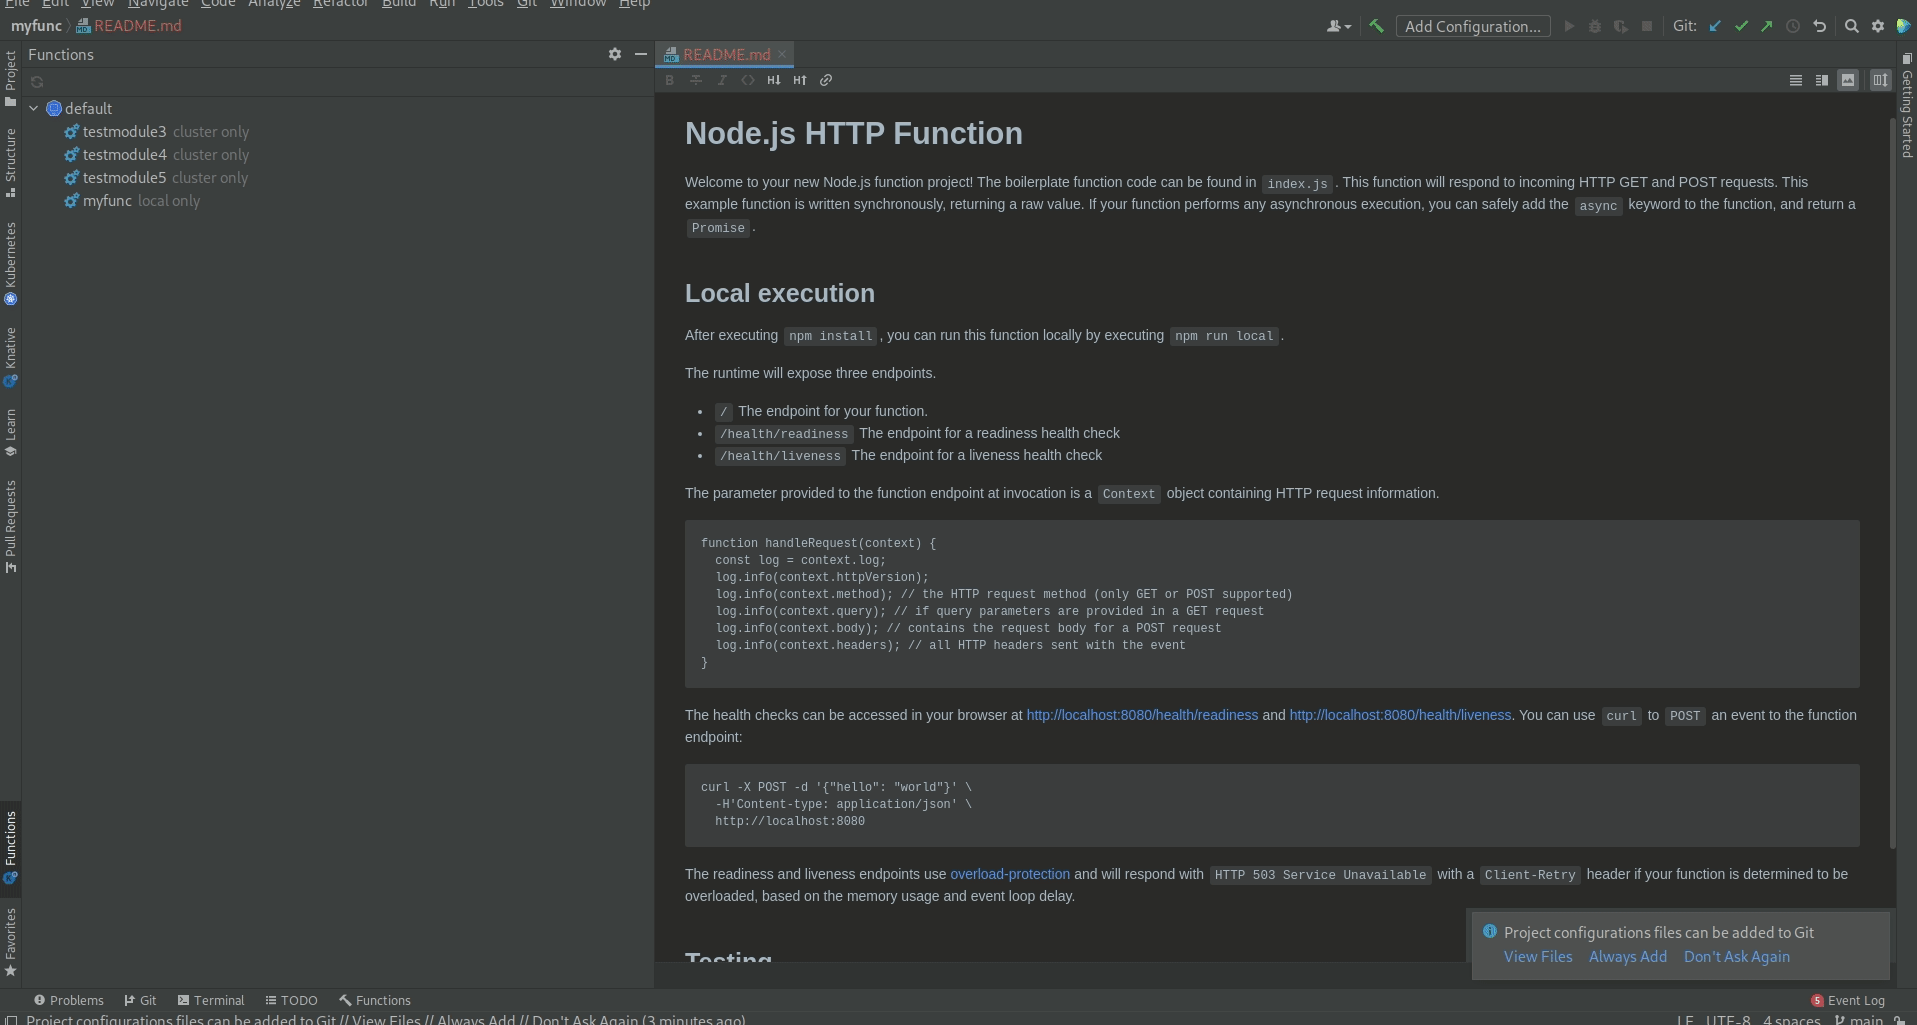 File Edit View Navigate Code Analyze Refactor Build Run Tools Git Window Help
myfunc README.md
Add Configuration...
Git:
Project
Structure
Kubernetes
Knative
Learn
Pull Requests
Functions
Favorites
Functions
default
testmodule3 cluster only
testmodule4 cluster only
testmodule5 cluster only
myfunc local only
README.md
Getting Started
Node.js HTTP Function
Welcome to your new Node.js function project! The boilerplate function code can be found in index.js. This function will respond to incoming HTTP GET and POST requests. This
example function is written synchronously, returning a raw value. If your function performs any asynchronous execution, you can safely add the async keyword to the function, and return a
Promise.
Local execution
After executing npm install, you can run this function locally by executing npm run local.
The runtime will expose three endpoints.
• / The endpoint for your function.
• /health/readiness The endpoint for a readiness health check
• /health/liveness The endpoint for a liveness health check
The parameter provided to the function endpoint at invocation is a Context object containing HTTP request information.
function handleRequest(context) {
  const log = context.log;
  log.info(context.httpVersion);
  log.info(context.method); // the HTTP request method (only GET or POST supported)
  log.info(context.query); // if query parameters are provided in a GET request
  log.info(context.body); // contains the request body for a POST request
  log.info(context.headers); // all HTTP headers sent with the event
}
The health checks can be accessed in your browser at http://localhost:8080/health/readiness and http://localhost:8080/health/liveness. You can use curl to POST an event to the function
endpoint:
curl -X POST -d '{"hello": "world"}' \
  -H'Content-type: application/json' \
  http://localhost:8080
The readiness and liveness endpoints use overload-protection and will respond with HTTP 503 Service Unavailable with a Client-Retry header if your function is determined to be
overloaded, based on the memory usage and event loop delay.
Testing
Project configurations files can be added to Git
View Files Always Add Don't Ask Again
Problems Git Terminal TODO Functions
5 Event Log
Project configurations files can be added to Git // View Files // Always Add // Don't Ask Again (3 minutes ago)
LF UTF-8 4 spaces main